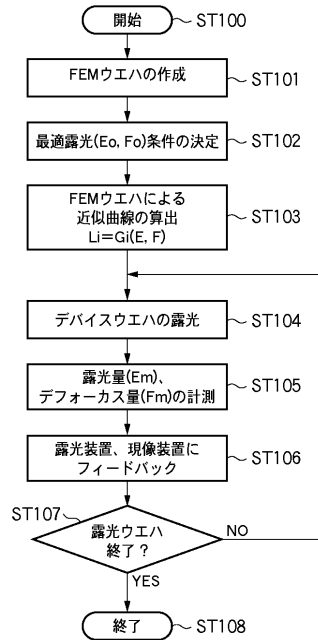 開始 ST100
FEMウエハの作成 ST101
最適露光(Eo, Fo)条件の決定 ST102
FEMウエハによる
近似曲線の算出 ST103
Li=Gi(E, F)
デバイスウエハの露光 ST104
露光量(Em)、
デフォーカス量(Fm)の計測 ST105
露光装置、現像装置に
フィードバック ST106
ST107
露光ウエハ
終了？
NO
YES
終了 ST108